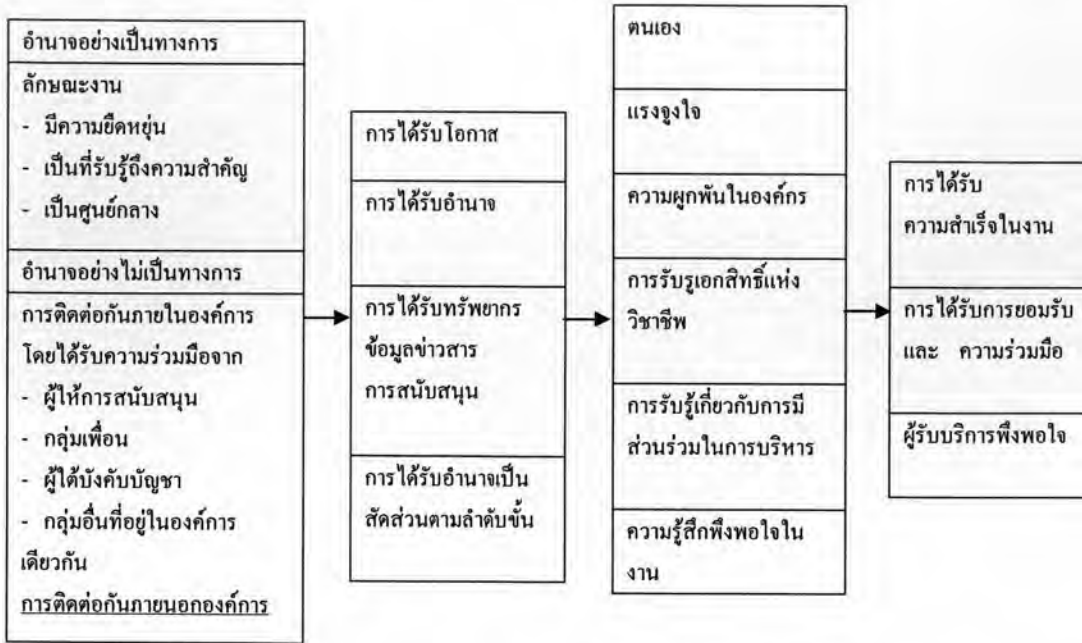 อำนาจอย่างเป็นทางการ
ลักษณะงาน
- มีความยืดหยุ่น
- เป็นที่รับรู้ถึงความสำคัญ
- เป็นศูนย์กลาง
อำนาจอย่างไม่เป็นทางการ
การติดต่อกันภายในองค์การ
โดยได้รับความร่วมมือจาก
- ผู้ให้การสนับสนุน
- กลุ่มเพื่อน
- ผู้ใต้บังคับบัญชา
- กลุ่มอื่นที่อยู่ในองค์การ
เดียวกัน
การติดต่อกันภายนอกองค์การ
การได้รับโอกาส
การได้รับอำนาจ
การได้รับทรัพยากร
ข้อมูลข่าวสาร
การสนับสนุน
การได้รับอำนาจเป็น
สัดส่วนตามลำดับขั้น
ตนเอง
แรงจูงใจ
ความผูกพันในองค์กร
การรับรูเอกสิทธิ์แห่ง
วิชาชีพ
การรับรู้เกี่ยวกับการมี
ส่วนร่วมในการบริหาร
ความรู้สึกพึงพอใจใน
งาน
การได้รับ
ความสำเร็จในงาน
การได้รับการยอมรับ
และ ความร่วมมือ
ผู้รับบริการพึงพอใจ